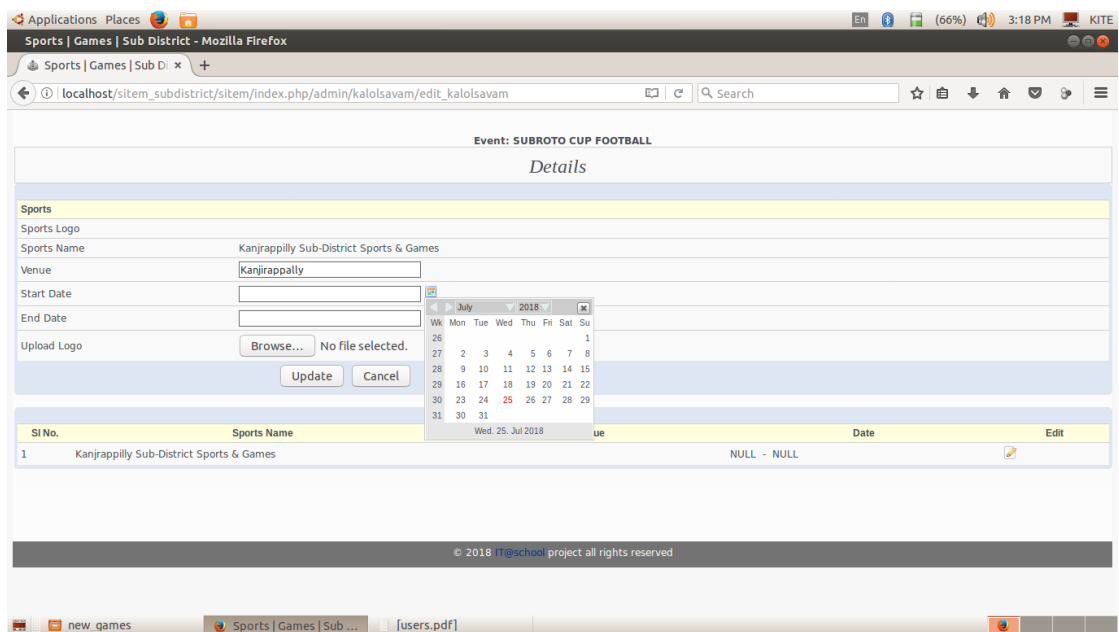 Applications Places En (66%) 3:18 PM KITE
Sports | Games | Sub District - Mozilla Firefox
Sports | Games | Sub Di × +
localhost/sitem_subdistrict/sitem/index.php/admin/kalolsavam/edit_kalolsavam Search
Event: SUBROTO CUP FOOTBALL
Details
Sports
Sports Logo
Sports Name Kanjrappilly Sub-District Sports & Games
Venue Kanjirappally
Start Date
End Date
Upload Logo Browse... No file selected.
Update Cancel
July 2018 x
Wk Mon Tue Wed Thu Fri Sat Su
26 1
27 2 3 4 5 6 7 8
28 9 10 11 12 13 14 15
29 16 17 18 19 20 21 22
30 23 24 25 26 27 28 29
31 30 31
Wed. 25. Jul 2018
Sl No. Sports Name ue Date Edit
1 Kanjrappilly Sub-District Sports & Games NULL - NULL
© 2018 IT@school project all rights reserved
new_games Sports | Games | Sub ... [users.pdf]